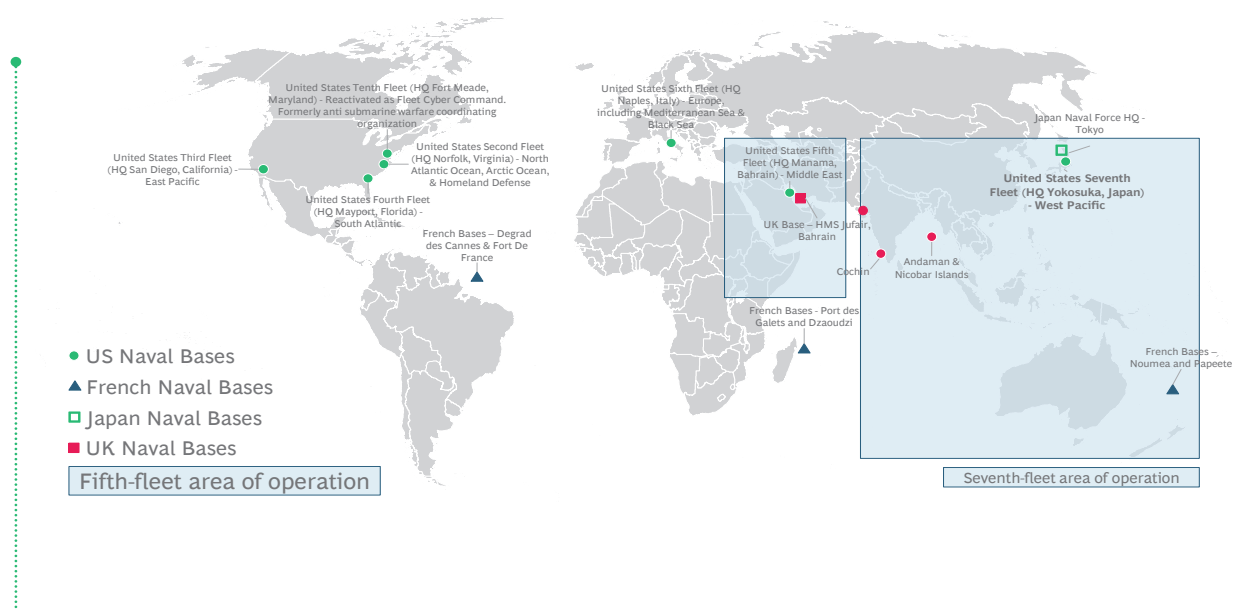 United States Tenth Fleet (HQ Fort Meade,
Maryland) - Reactivated as Fleet Cyber Command.
Formerly anti submarine warfare coordinating
organization
United States Sixth Fleet (HQ
Naples, Italy) - Europe,
including Mediterranean Sea &
Black Sea
Japan Naval Force HQ -
Tokyo
United States Third Fleet
(HQ San Diego, California) -
East Pacific
United States Second Fleet
(HQ Norfolk, Virginia) - North
Atlantic Ocean, Arctic Ocean,
& Homeland Defense
United States Fifth
Fleet (HQ Manama,
Bahrain) - Middle East
United States Seventh
Fleet (HQ Yokosuka, Japan)
- West Pacific
United States Fourth Fleet
(HQ Mayport, Florida) -
South Atlantic
UK Base – HMS Jufair,
Bahrain
French Bases – Degrad
des Cannes & Fort De
France
Cochin
Andaman &
Nicobar Islands
French Bases - Port des
Galets and Dzaoudzi
French Bases –
Noumea and Papeete
US Naval Bases
French Naval Bases
Japan Naval Bases
UK Naval Bases
Fifth-fleet area of operation
Seventh-fleet area of operation